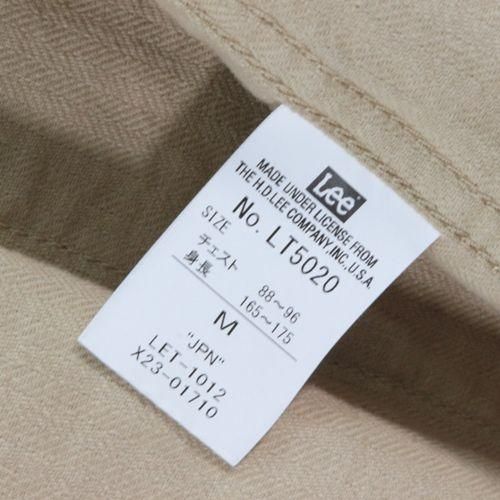 Lee
MADE UNDER LICENSE FROM
THE H.D.LEE COMPANY,INC.,U.S.A.
No. LT5020
SIZE
チェスト 88～96
身長 165～175
M
"JPN"
LET-1012
X23-01710